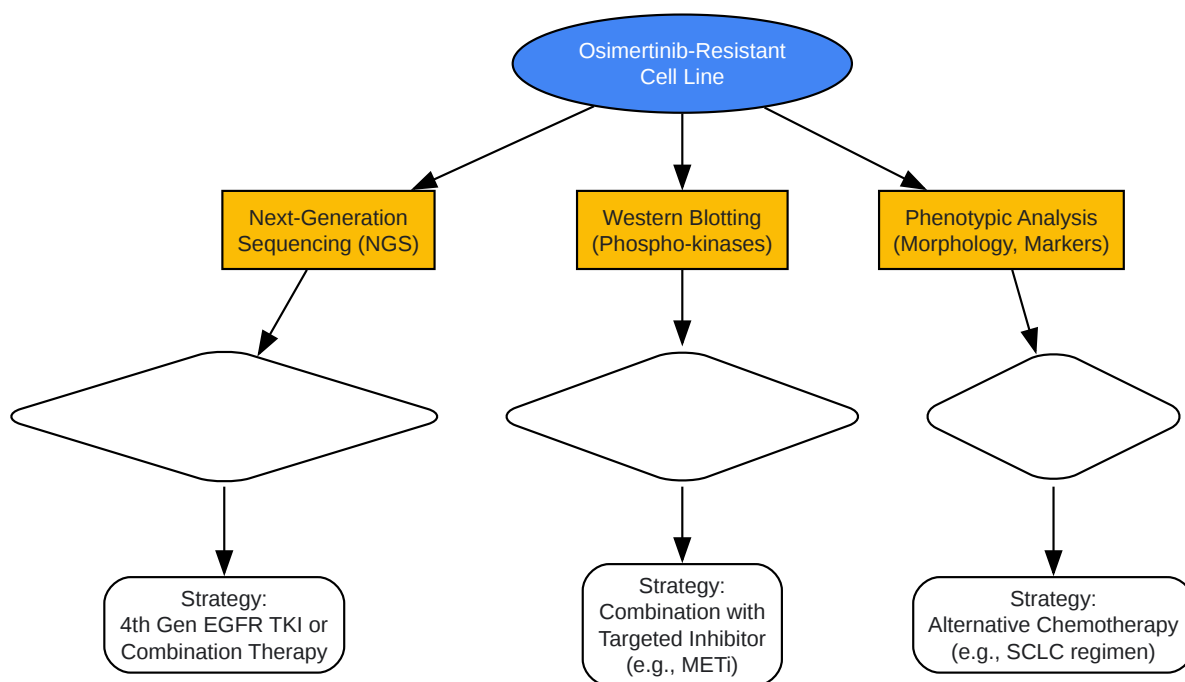 Osimertinib-Resistant
Cell Line
Next-Generation
Sequencing (NGS)
Western Blotting
(Phospho-kinases)
Phenotypic Analysis
(Morphology, Markers)
Strategy:
4th Gen EGFR TKI or
Combination Therapy
Strategy:
Combination with
Targeted Inhibitor
(e.g., METi)
Strategy:
Alternative Chemotherapy
(e.g., SCLC regimen)